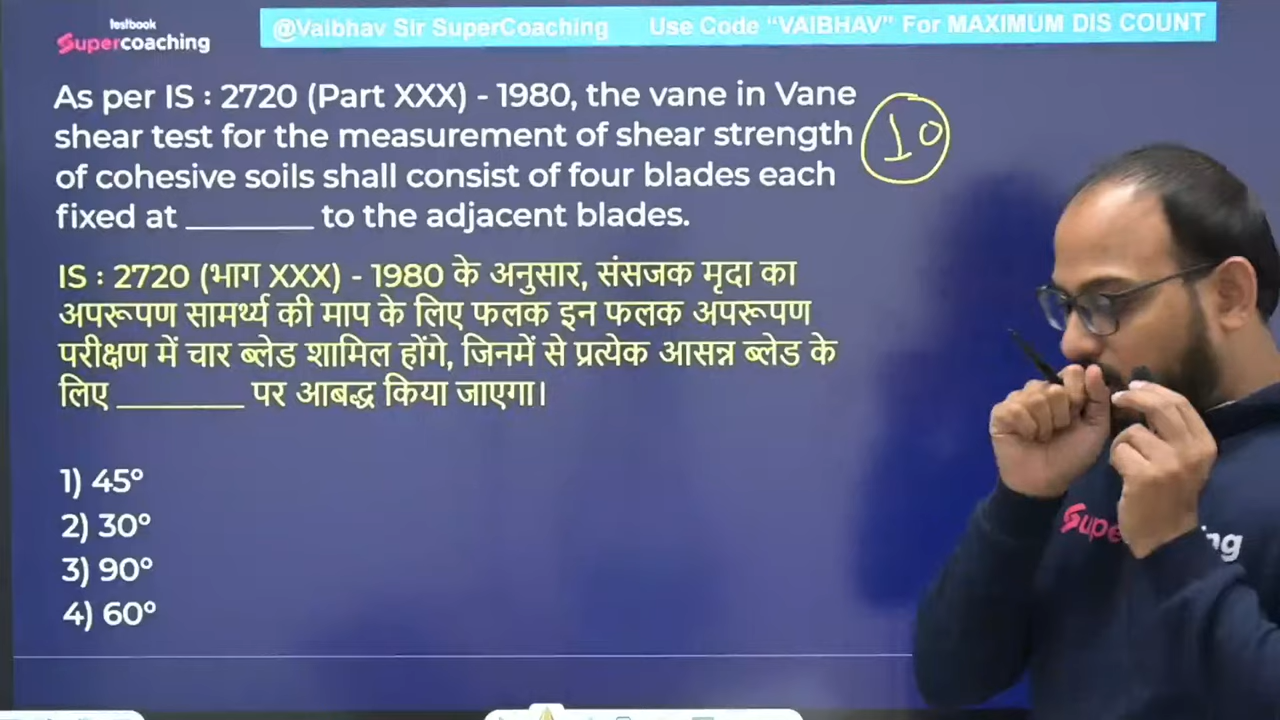 testbook
Supercoaching
@Vaibhav Sir SuperCoaching Use Code “VAIBHAV” For MAXIMUM DIS COUNT
As per IS : 2720 (Part XXX) - 1980, the vane in Vane
shear test for the measurement of shear strength
of cohesive soils shall consist of four blades each
fixed at ________ to the adjacent blades.
10
IS : 2720 (भाग XXX) - 1980 के अनुसार, संसजक मृदा का
अपरूपण सामर्थ्य की माप के लिए फलक इन फलक अपरूपण
परीक्षण में चार ब्लेड शामिल होंगे, जिनमें से प्रत्येक आसन्न ब्लेड के
लिए ________ पर आबद्ध किया जाएगा।
1) 45°
2) 30°
3) 90°
4) 60°
Supe ng